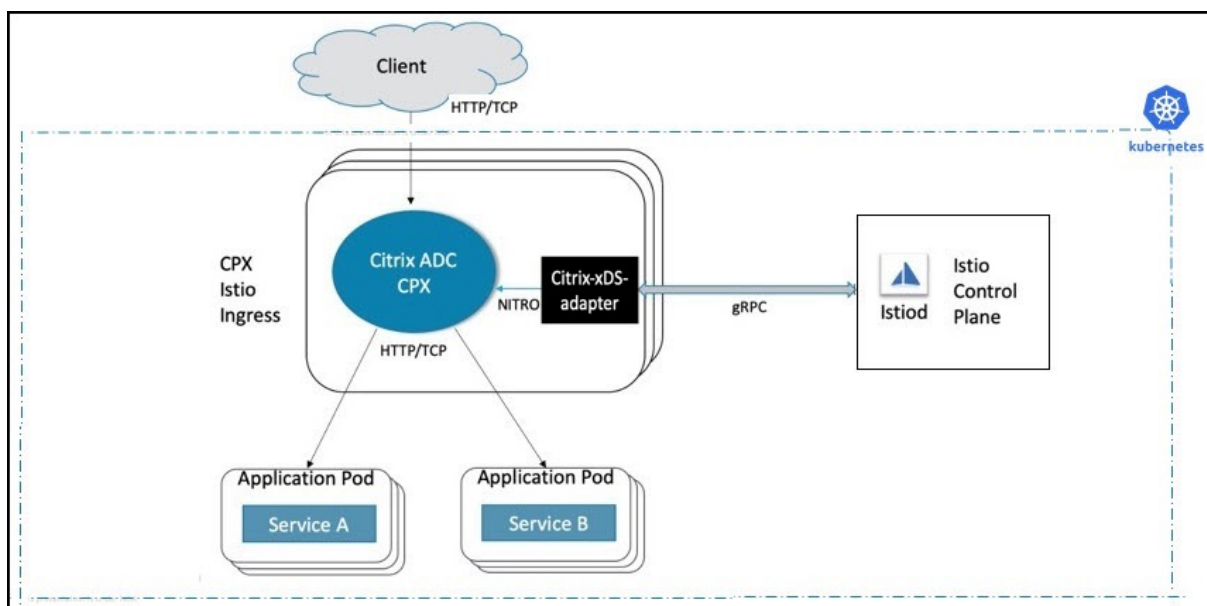 Client
HTTP/TCP
kubernetes
CPX
Istio
Ingress
Citrix ADC
CPX
NITRO
Citrix-xDS-
adapter
gRPC
Istiod
Istio
Control
Plane
HTTP/TCP
Application Pod
Service A
Application Pod
Service B